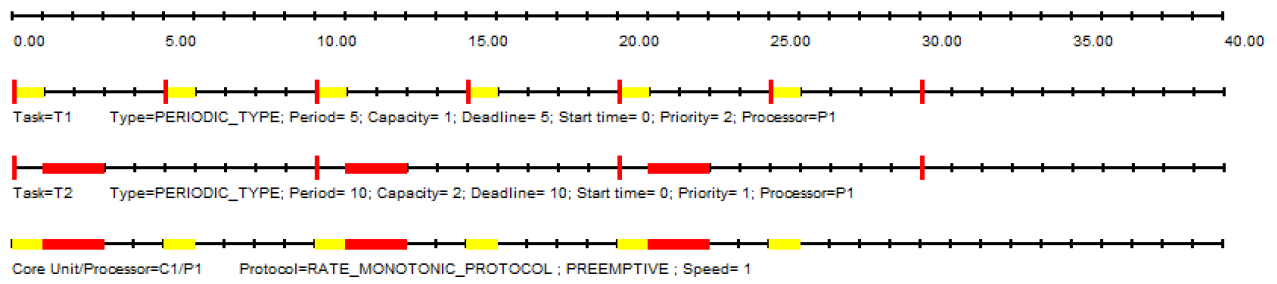 0.00 5.00 10.00 15.00 20.00 25.00 30.00 35.00 40.00
Task=T1 Type=PERIODIC_TYPE; Period= 5; Capacity= 1; Deadline= 5; Start time= 0; Priority= 2; Processor=P1
Task=T2 Type=PERIODIC_TYPE; Period= 10; Capacity= 2; Deadline= 10; Start time= 0; Priority= 1; Processor=P1
Core Unit/Processor=C1/P1 Protocol=RATE_MONOTONIC_PROTOCOL ; PREEMPTIVE ; Speed= 1